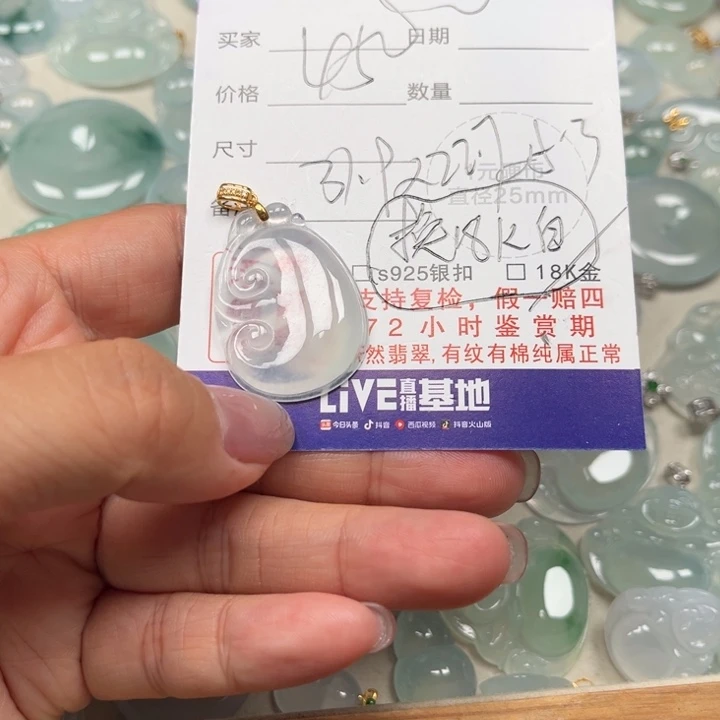 买家 日期
价格 数量
尺寸
直径25mm
换18K白
s925银扣 18K金
支持复检，假一赔四
72小时鉴赏期
然翡翠,有纹有棉纯属正常
LiVE直播基地
今日头条 抖音 西瓜视频 抖音火山版